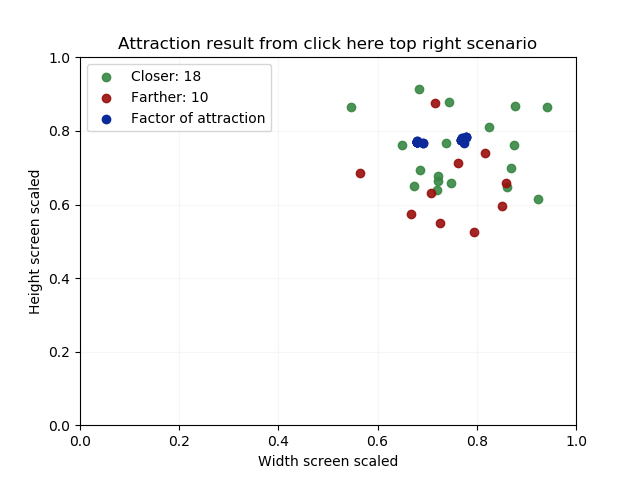 Attraction result from click here top right scenario
Closer: 18
Farther: 10
Factor of attraction
Height screen scaled
1.0
0.8
0.6
0.4
0.2
0.0
0.0 0.2 0.4 0.6 0.8 1.0
Width screen scaled